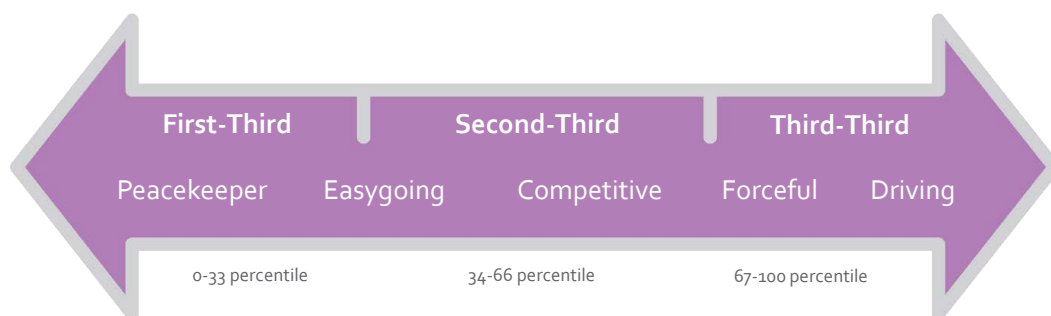 First-Third Second-Third Third-Third
Peacekeeper Easygoing Competitive Forceful Driving
0-33 percentile 34-66 percentile 67-100 percentile